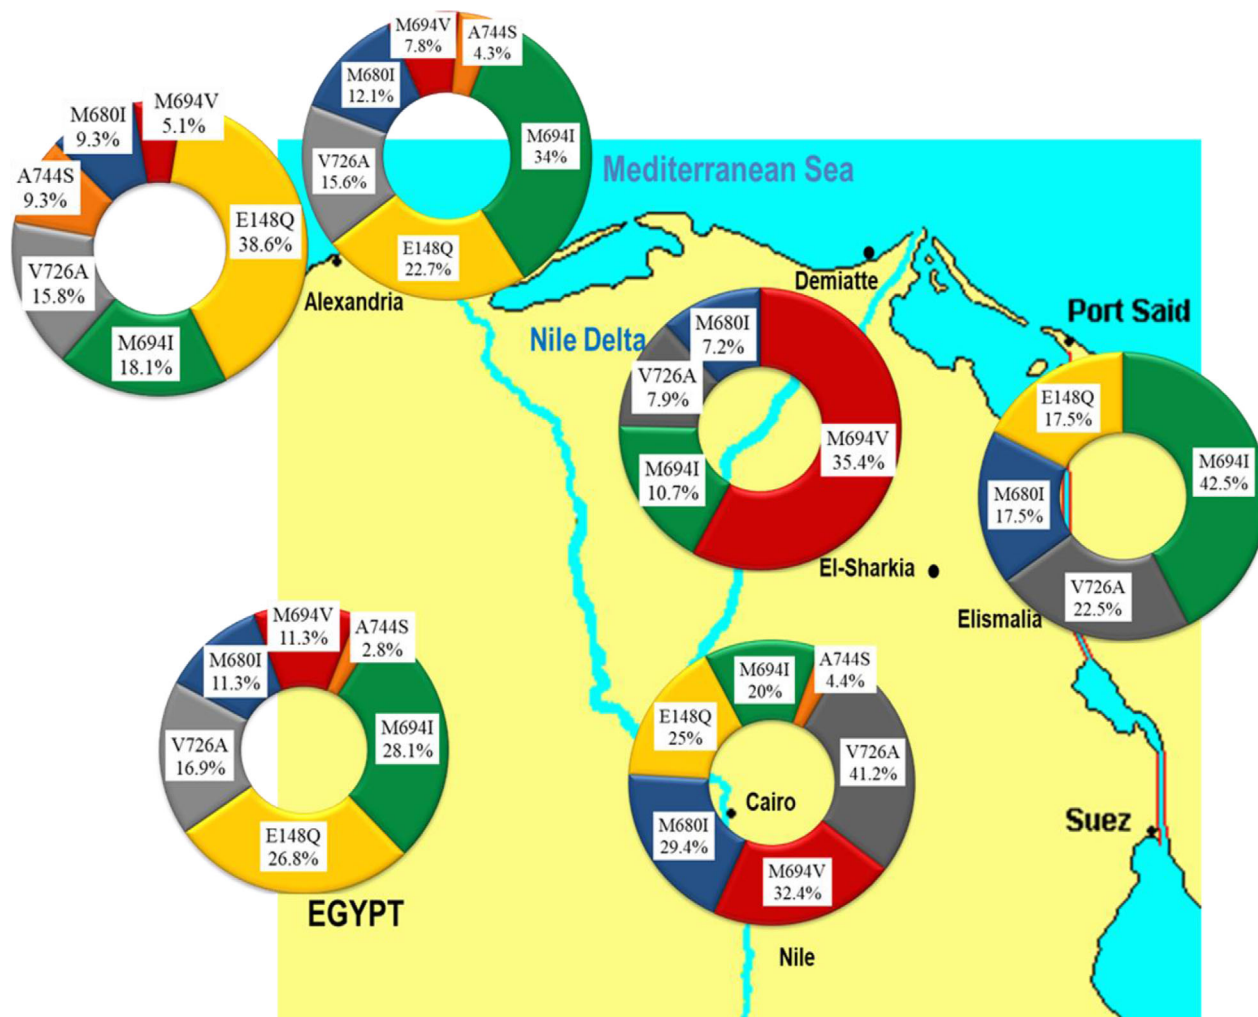 M694V
7.8%
A744S
4.3%
M680I
12.1%
M694I
34%
V726A
15.6%
E148Q
22.7%
M694V
5.1%
M680I
9.3%
A744S
9.3%
E148Q
38.6%
V726A
15.8%
M694I
18.1%
Mediterranean Sea
Alexandria
Demiatte
Port Said
Nile Delta
M680I
7.2%
V726A
7.9%
M694V
35.4%
M694I
10.7%
E148Q
17.5%
M694I
42.5%
M680I
17.5%
V726A
22.5%
El-Sharkia
Elismalia
M694V
11.3%
A744S
2.8%
M680I
11.3%
M694I
28.1%
V726A
16.9%
E148Q
26.8%
EGYPT
M694I
20%
A744S
4.4%
E148Q
25%
V726A
41.2%
M680I
29.4%
M694V
32.4%
Cairo
Suez
Nile